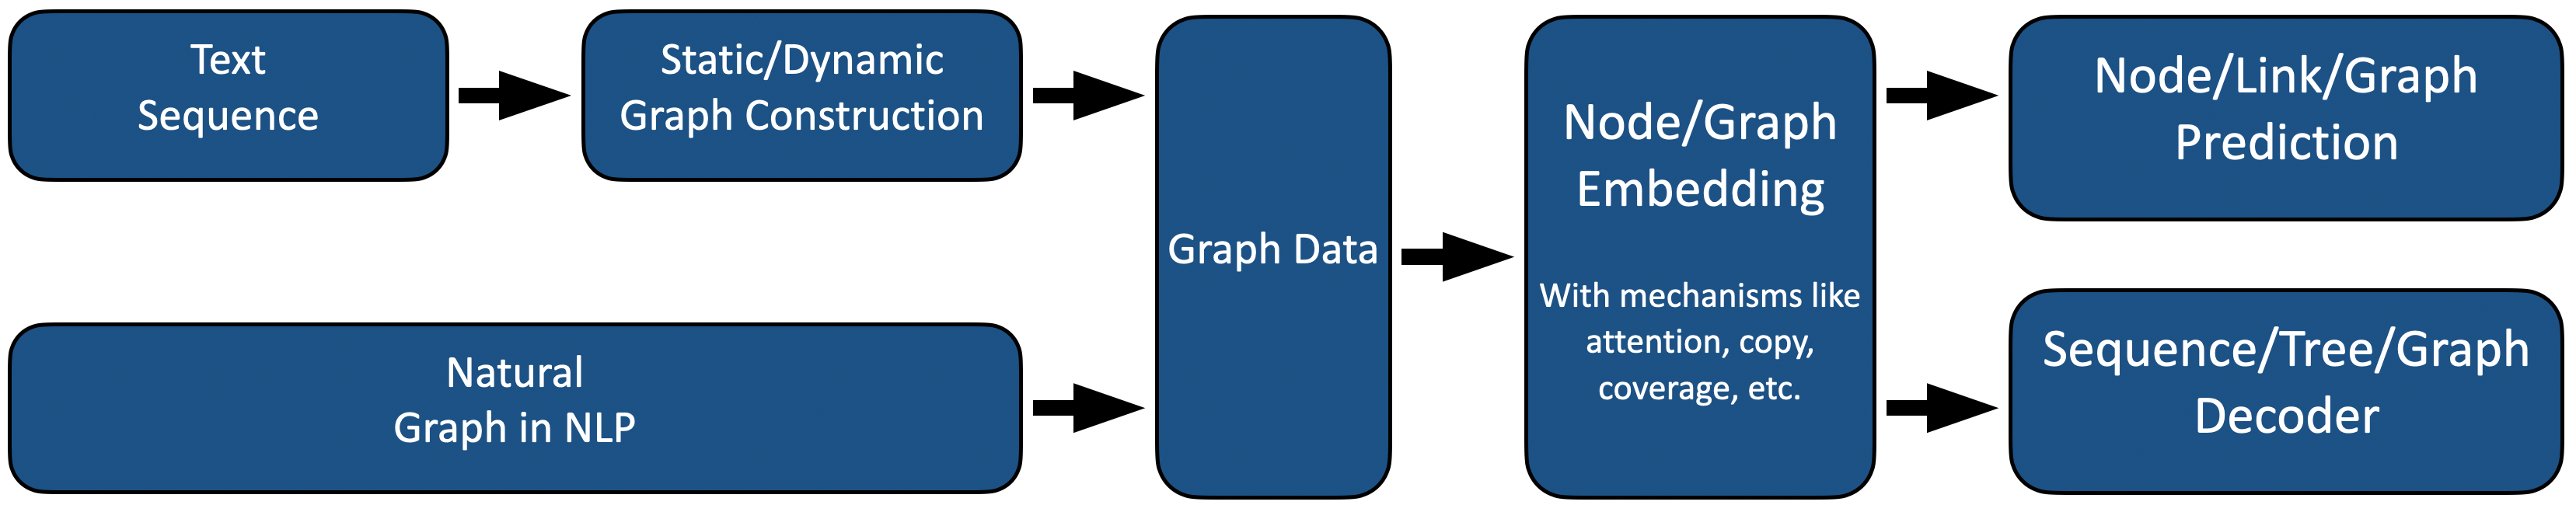 Text
Sequence
Static/Dynamic
Graph Construction
Natural
Graph in NLP
Graph Data
Node/Graph
Embedding
With mechanisms like
attention, copy,
coverage, etc.
Node/Link/Graph
Prediction
Sequence/Tree/Graph
Decoder